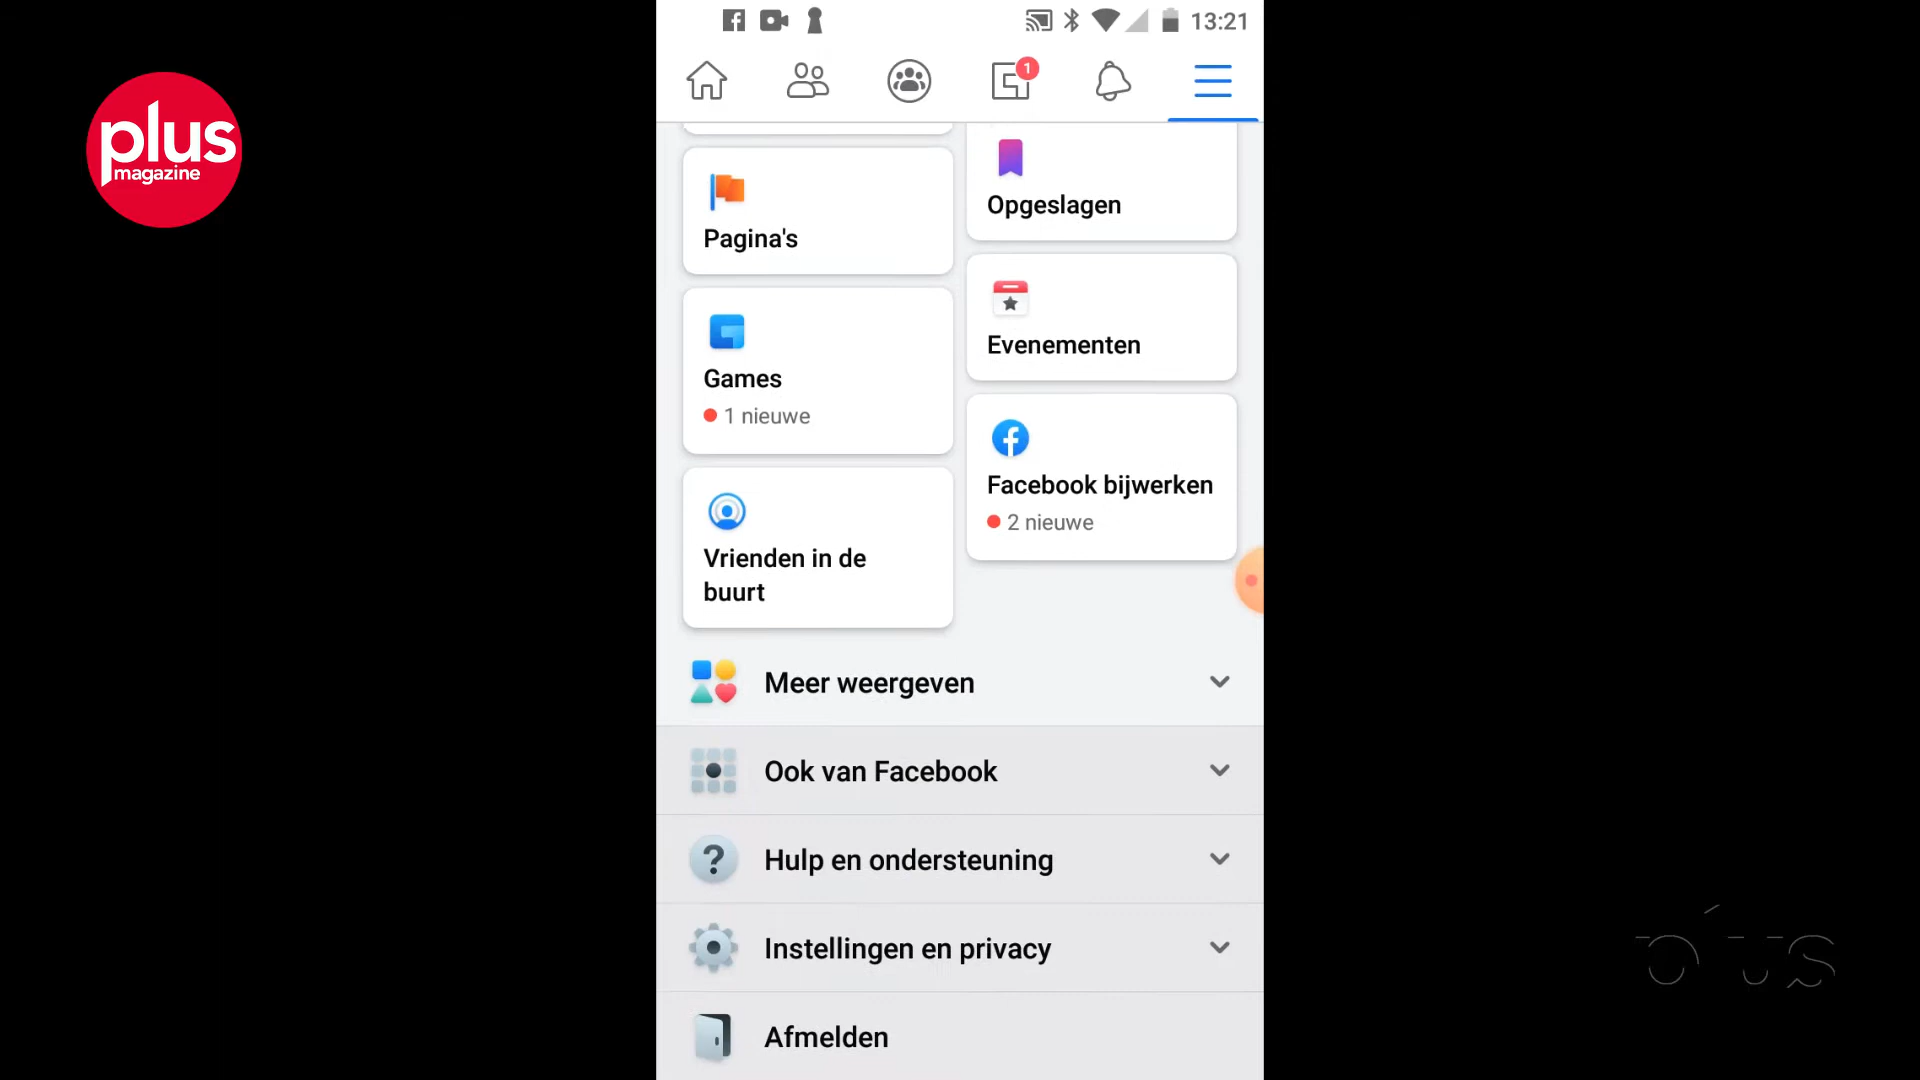 plus
magazine
13:21
1
Opgeslagen
Pagina's
Evenementen
Games
1 nieuwe
Facebook bijwerken
2 nieuwe
Vrienden in de
buurt
Meer weergeven
Ook van Facebook
Hulp en ondersteuning
Instellingen en privacy
Afmelden
plus